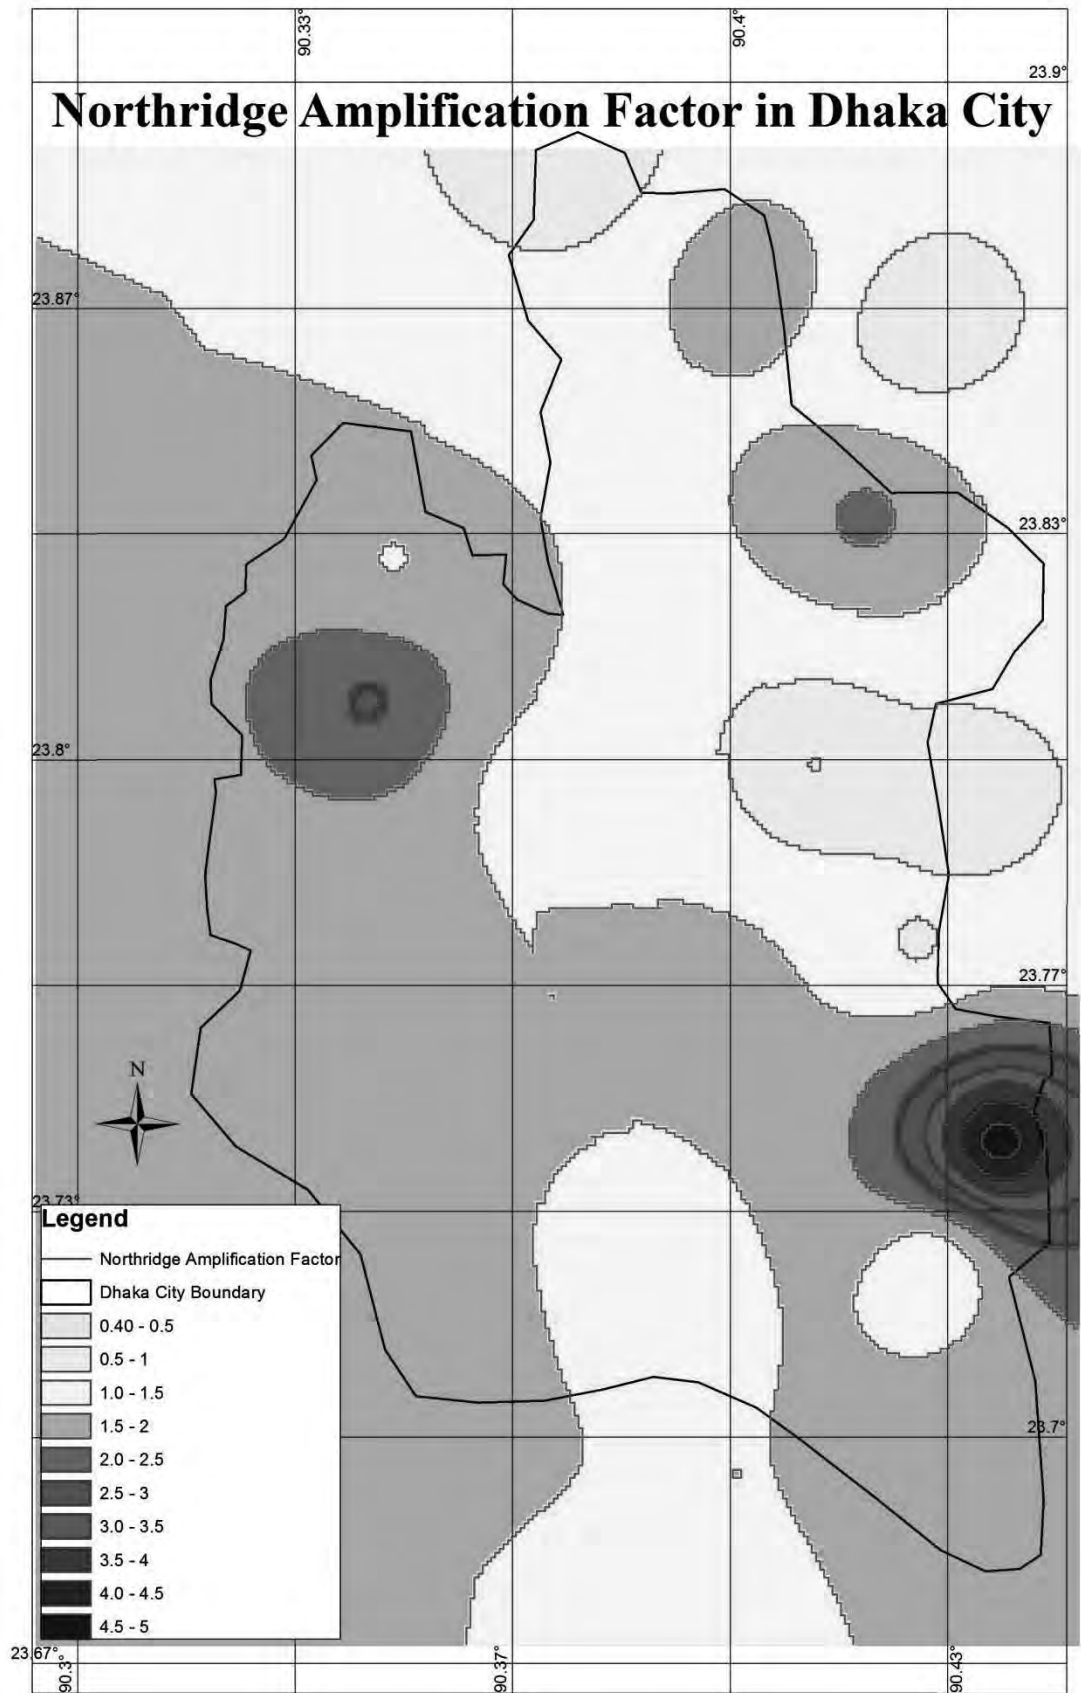 90.33°
90.4°
23.9°
Northridge Amplification Factor in Dhaka City
23.87°
23.83°
23.8°
23.77°
N
23.73°
Legend
Northridge Amplification Factor
Dhaka City Boundary
0.40 - 0.5
0.5 - 1
1.0 - 1.5
1.5 - 2
23.7°
2.0 - 2.5
2.5 - 3
3.0 - 3.5
3.5 - 4
4.0 - 4.5
4.5 - 5
23.67°
90.3°
90.37°
90.43°